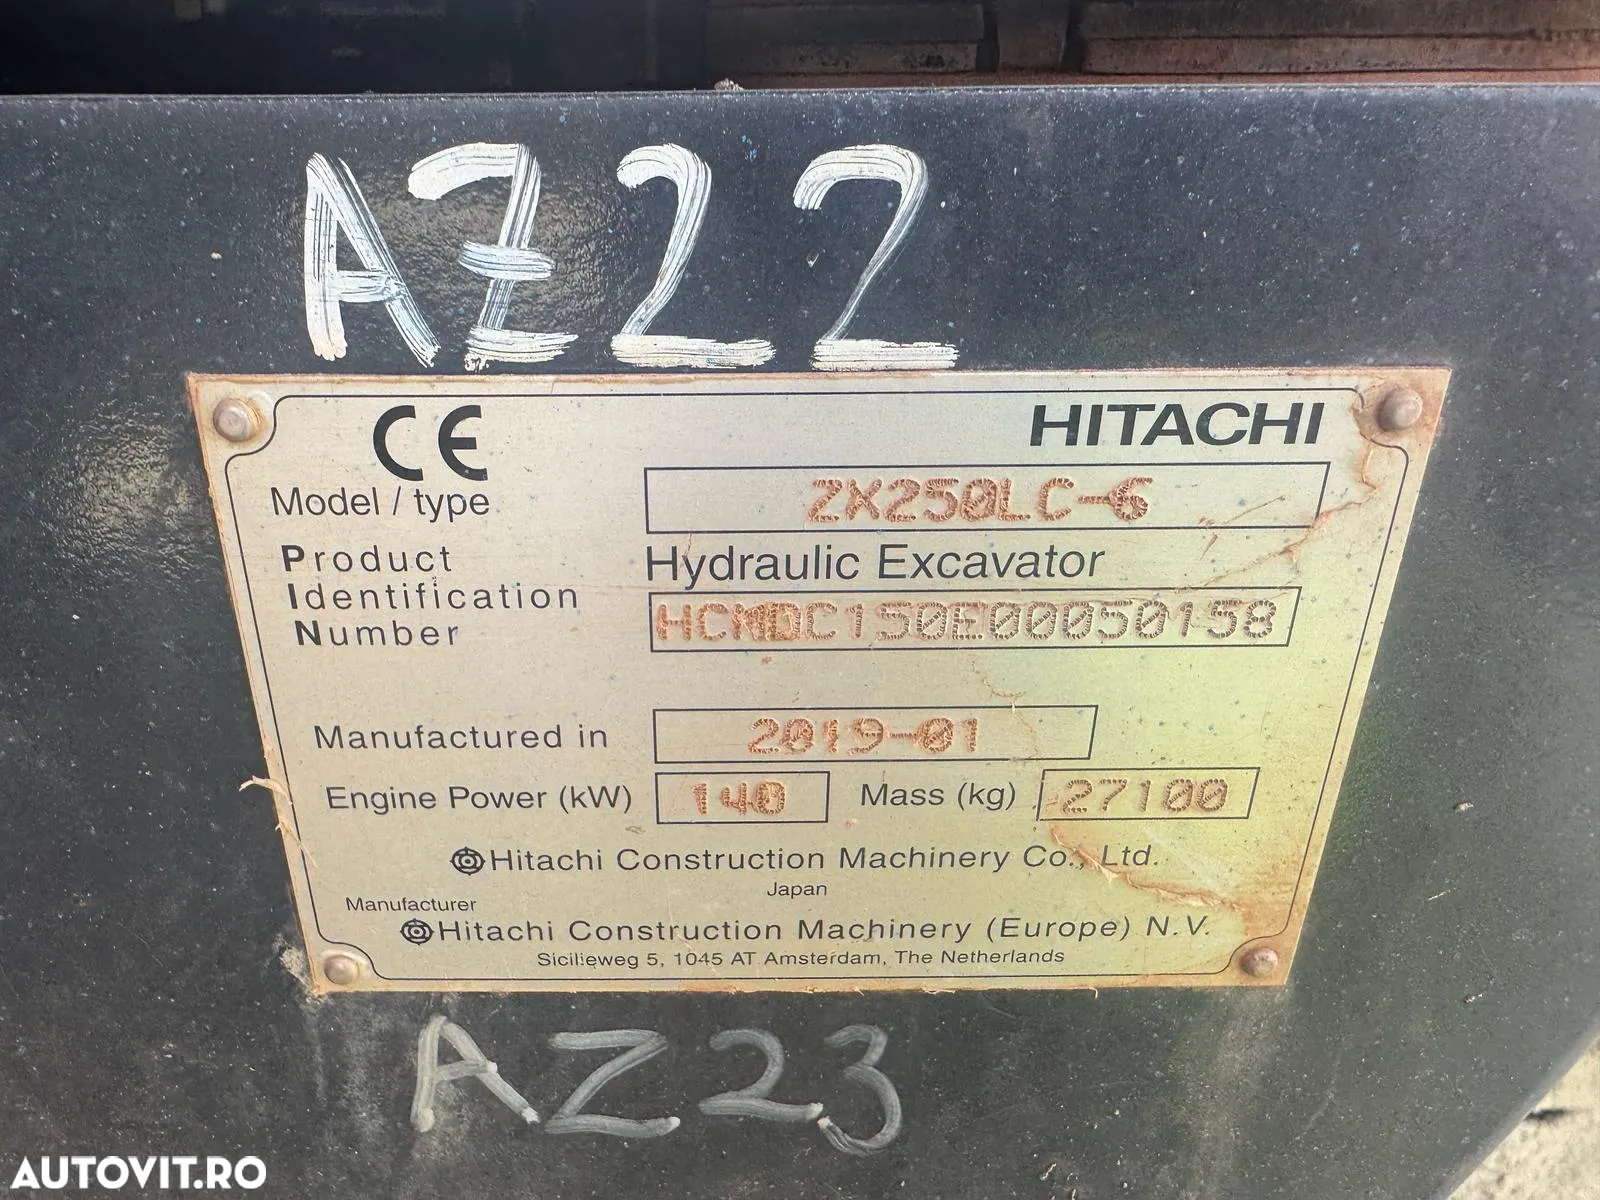 AZ22
CE
HITACHI
Model / type
ZX250LC-6
Product
Identification
Number
Hydraulic Excavator
HCMDC150E00050158
Manufactured in
2019-01
Engine Power (kW)
140
Mass (kg)
27100
Hitachi Construction Machinery Co., Ltd.
Japan
Manufacturer
Hitachi Construction Machinery (Europe) N.V.
Sicilieweg 5, 1045 AT Amsterdam, The Netherlands
AZ23
AUTOVIT.RO